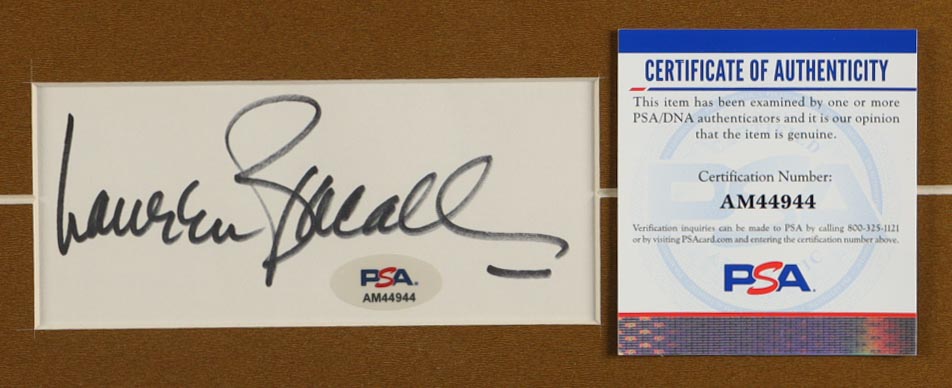 Lauren Bacall
PSA
AM44944
CERTIFICATE OF AUTHENTICITY
This item has been examined by one or more
PSA/DNA authenticators and it is our opinion
that the item is genuine.
Certification Number:
AM44944
Verification inquiries can be made to PSA by calling 800-325-1121
or by visiting PSAcard.com and entering the certification number above.
PSA